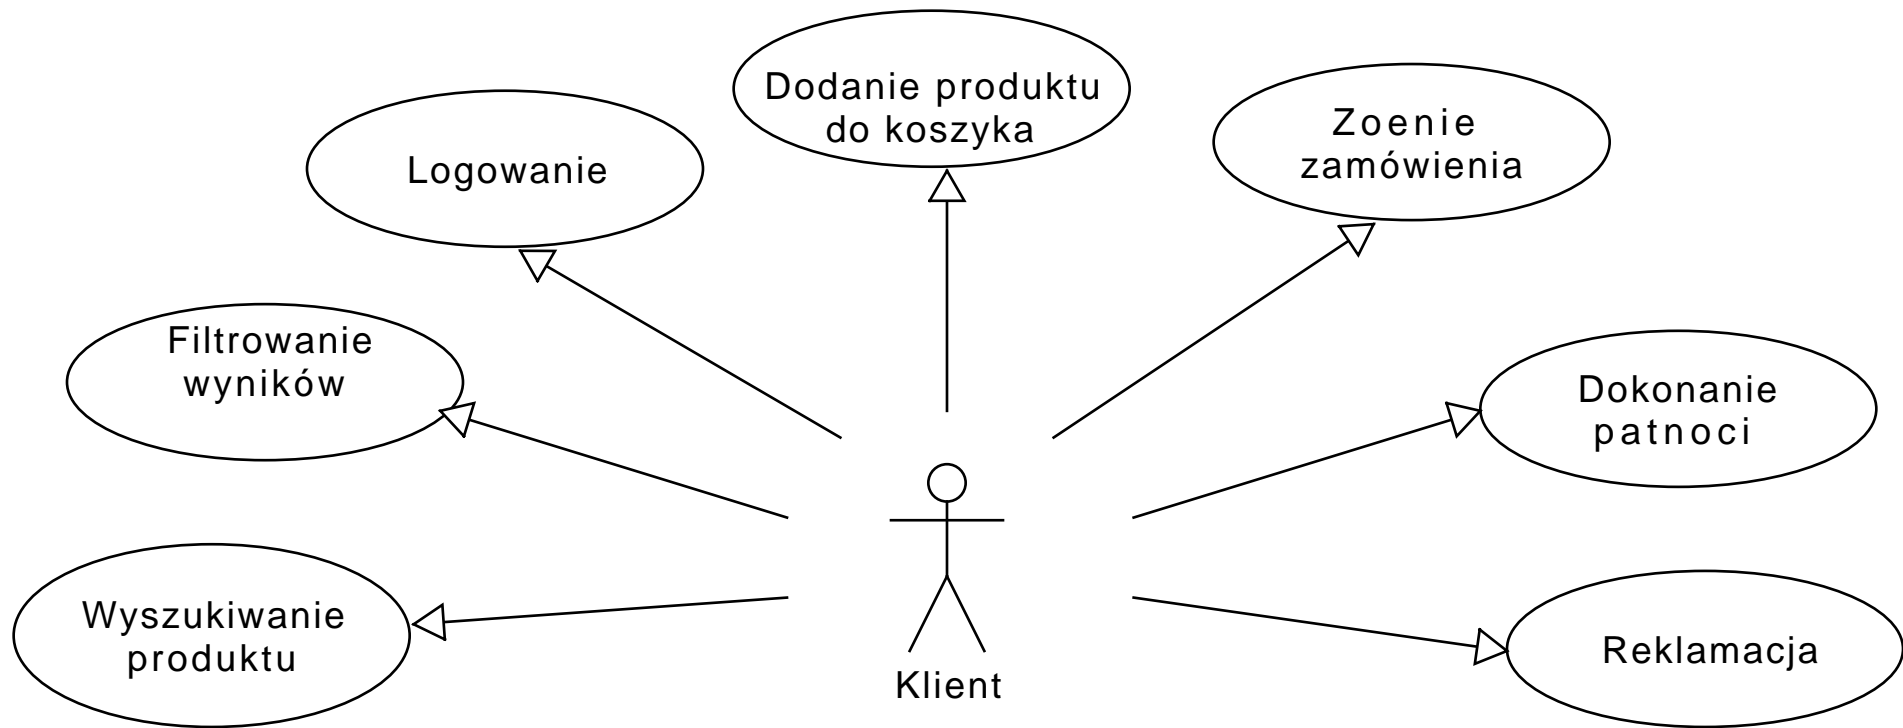 Dodanie produktu
do koszyka
Zoenie
zamówienia
Logowanie
Filtrowanie
wyników
Dokonanie
patnoci
Wyszukiwanie
produktu
Reklamacja
Klient